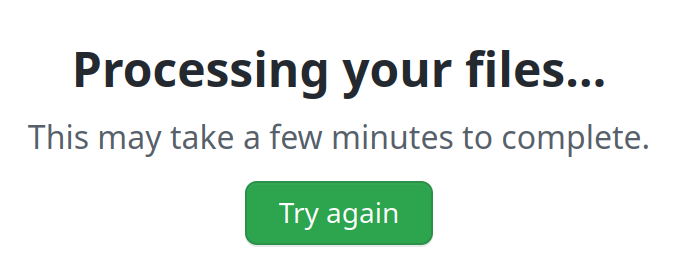 Processing your files...
This may take a few minutes to complete.
Try again